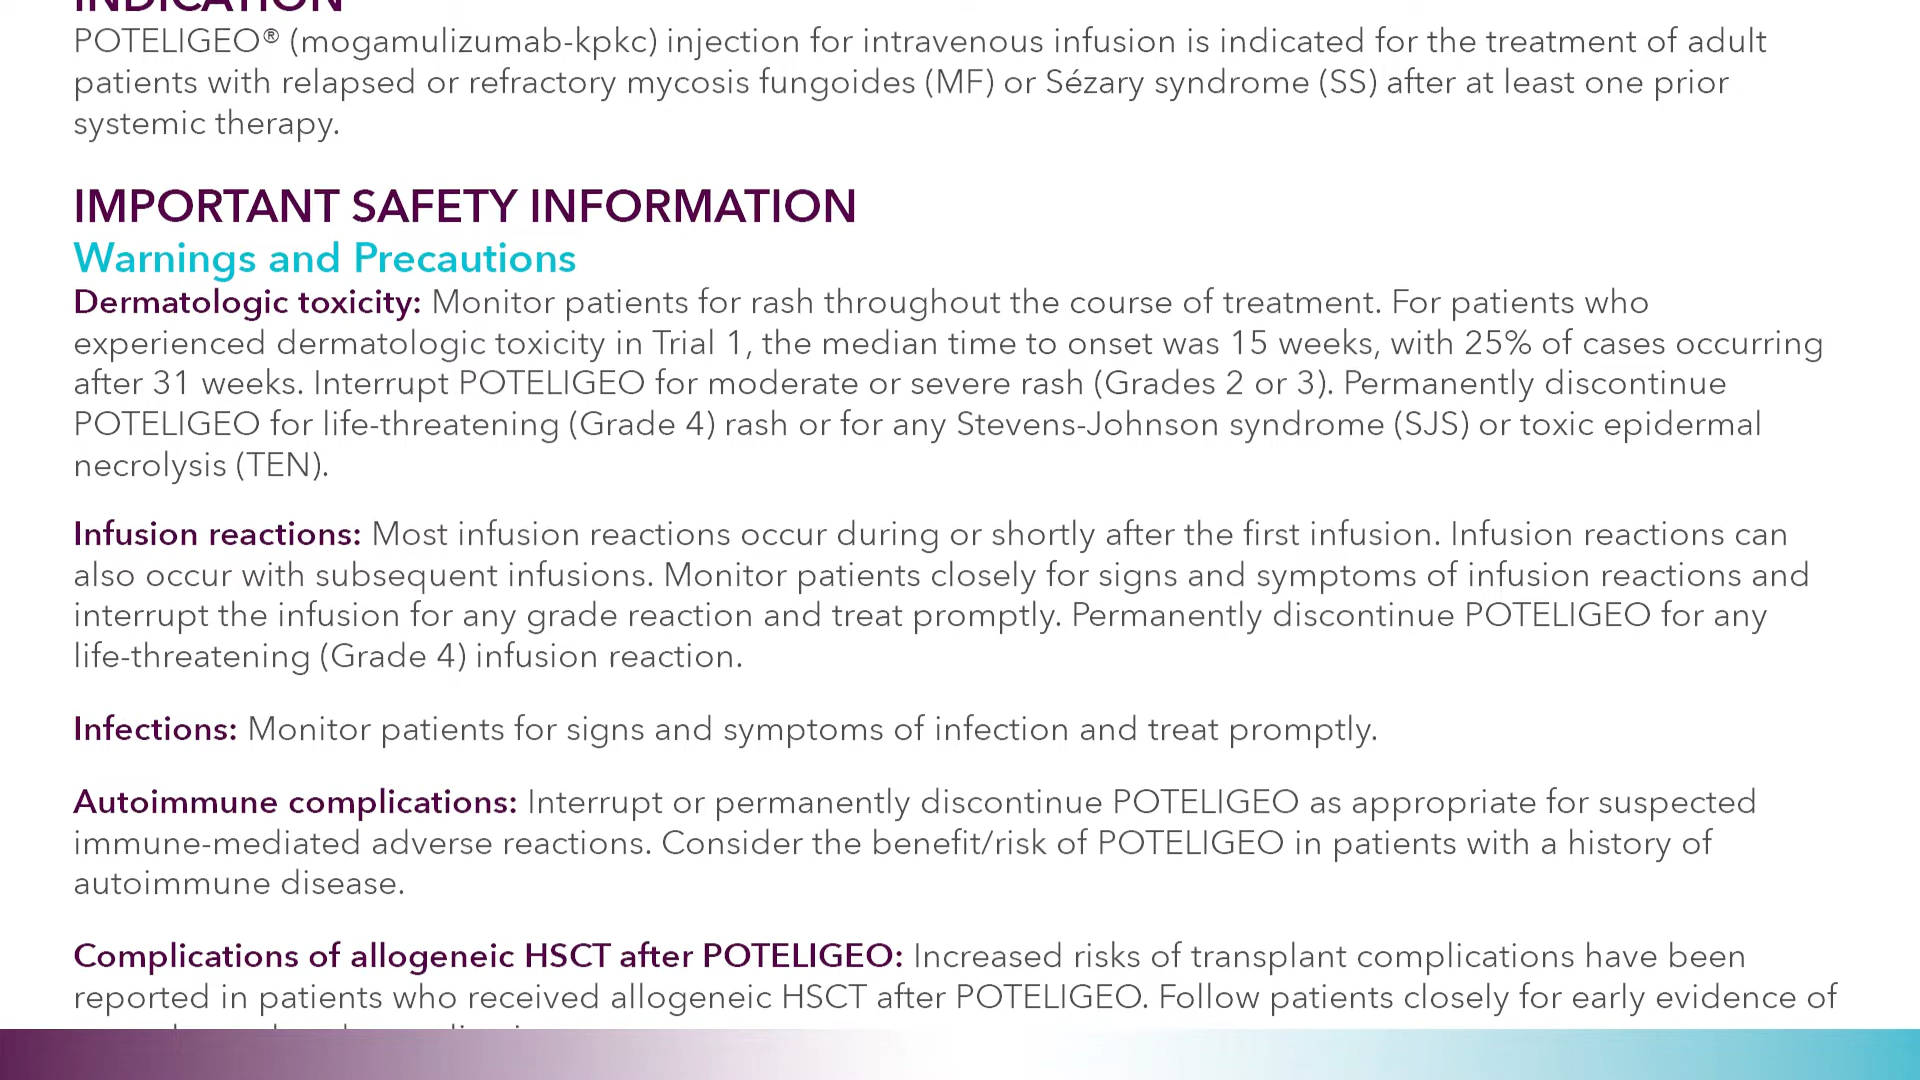 INDICATION
POTELIGEO® (mogamulizumab-kpkc) injection for intravenous infusion is indicated for the treatment of adult
patients with relapsed or refractory mycosis fungoides (MF) or Sézary syndrome (SS) after at least one prior
systemic therapy.
IMPORTANT SAFETY INFORMATION
Warnings and Precautions
Dermatologic toxicity: Monitor patients for rash throughout the course of treatment. For patients who
experienced dermatologic toxicity in Trial 1, the median time to onset was 15 weeks, with 25% of cases occurring
after 31 weeks. Interrupt POTELIGEO for moderate or severe rash (Grades 2 or 3). Permanently discontinue
POTELIGEO for life-threatening (Grade 4) rash or for any Stevens-Johnson syndrome (SJS) or toxic epidermal
necrolysis (TEN).
Infusion reactions: Most infusion reactions occur during or shortly after the first infusion. Infusion reactions can
also occur with subsequent infusions. Monitor patients closely for signs and symptoms of infusion reactions and
interrupt the infusion for any grade reaction and treat promptly. Permanently discontinue POTELIGEO for any
life-threatening (Grade 4) infusion reaction.
Infections: Monitor patients for signs and symptoms of infection and treat promptly.
Autoimmune complications: Interrupt or permanently discontinue POTELIGEO as appropriate for suspected
immune-mediated adverse reactions. Consider the benefit/risk of POTELIGEO in patients with a history of
autoimmune disease.
Complications of allogeneic HSCT after POTELIGEO: Increased risks of transplant complications have been
reported in patients who received allogeneic HSCT after POTELIGEO. Follow patients closely for early evidence of